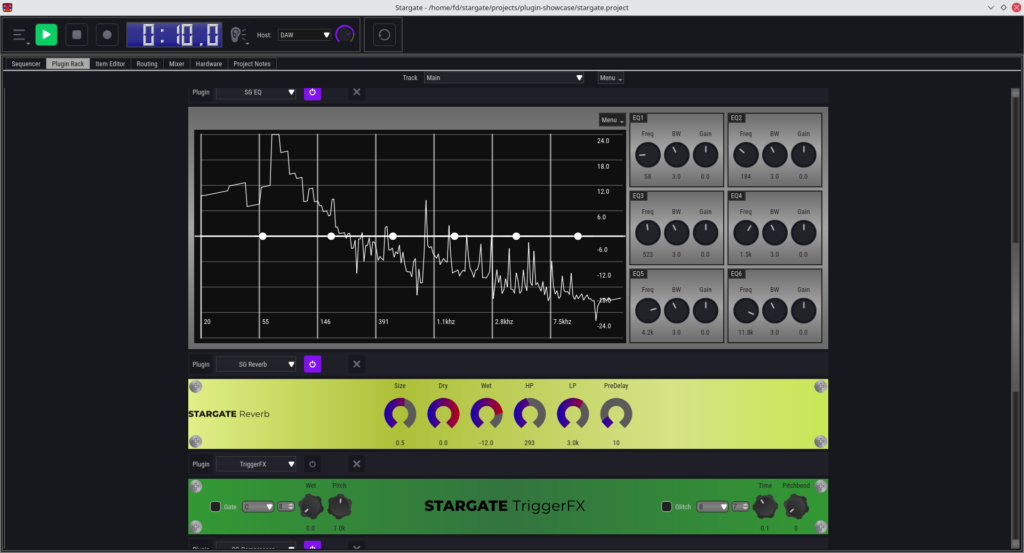 Stargate - /home/fd/stargate/projects/plugin-showcase/stargate.project
0:10.0
Host: DAW
Sequencer Plugin Rack Item Editor Routing Mixer Hardware Project Notes
Track Main Menu
Plugin SG EQ
Menu
24.0
18.0
12.0
6.0
-6.0
-12.0
-24.0
20 55 146 391 1.1khz 2.8khz 7.5khz
EQ1
Freq BW Gain
58 3.0 0.0
EQ2
Freq BW Gain
184 3.0 0.0
EQ3
Freq BW Gain
523 3.0 0.0
EQ4
Freq BW Gain
1.5k 3.0 0.0
EQ5
Freq BW Gain
4.2k 3.0 0.0
EQ6
Freq BW Gain
11.8k 3.0 0.0
Plugin SG Reverb
STARGATE Reverb
Size Dry Wet HP LP PreDelay
0.5 0.0 -12.0 293 3.0k 10
Plugin TriggerFX
Gate C
Wet Pitch
0.0 1.0k
STARGATE TriggerFX
Glitch
Time Pitchbend
0.1 0